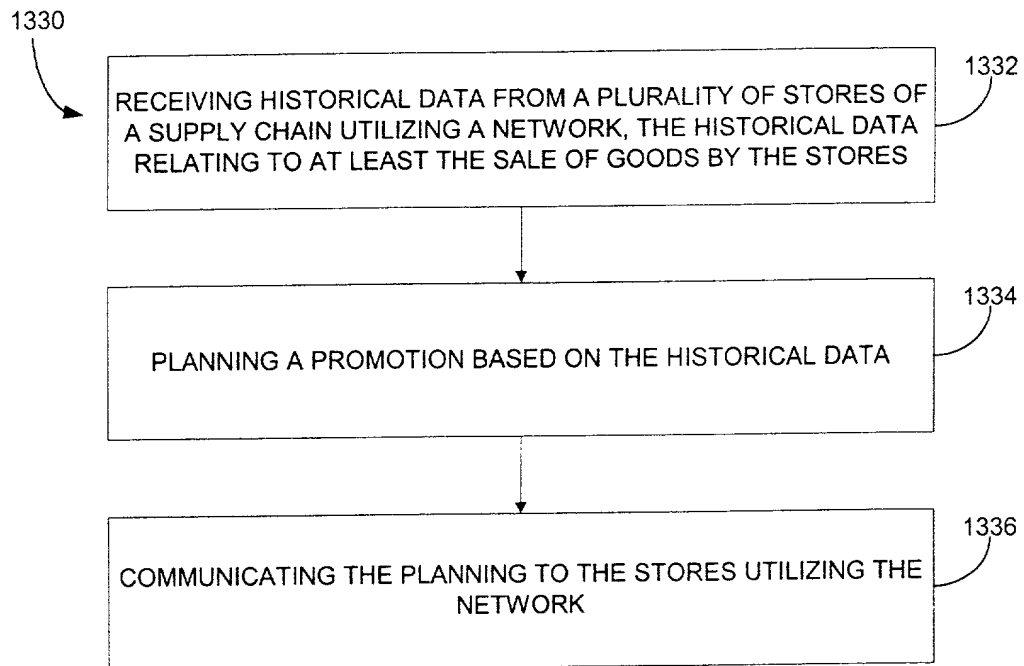 1330
1332
RECEIVING HISTORICAL DATA FROM A PLURALITY OF STORES OF
A SUPPLY CHAIN UTILIZING A NETWORK, THE HISTORICAL DATA
RELATING TO AT LEAST THE SALE OF GOODS BY THE STORES
1334
PLANNING A PROMOTION BASED ON THE HISTORICAL DATA
1336
COMMUNICATING THE PLANNING TO THE STORES UTILIZING THE
NETWORK